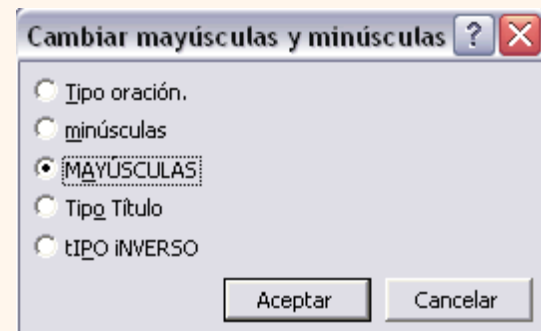 Cambiar mayúsculas y minúsculas ?
Tipo oración.
minúsculas
MAYÚSCULAS
Tipo Título
tIPO iNVERSO
Aceptar Cancelar